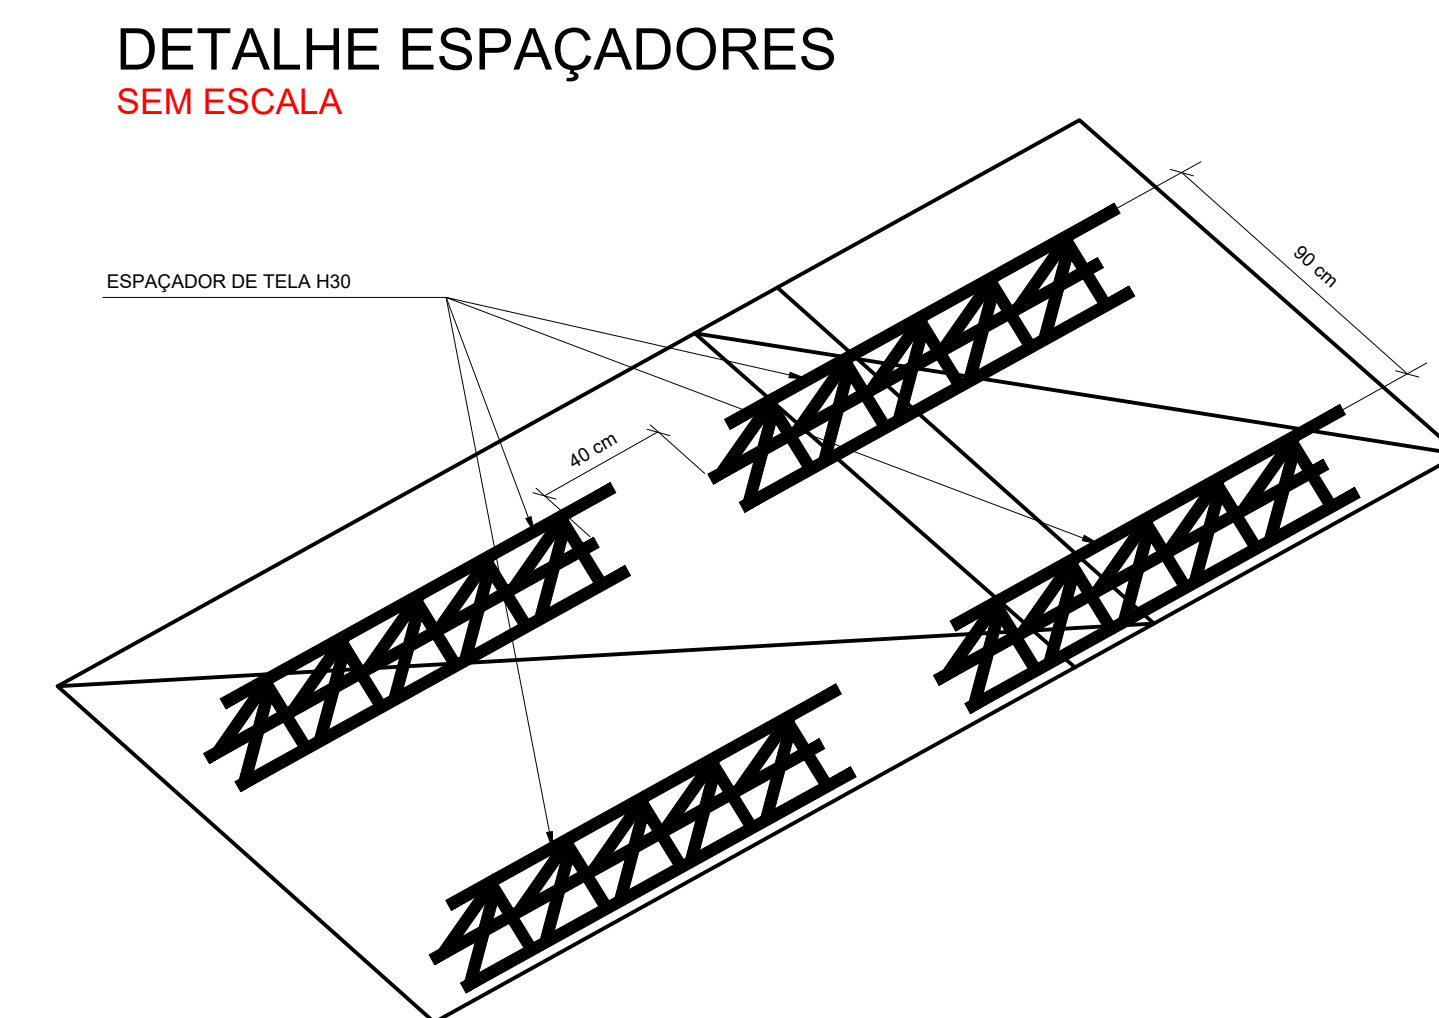 DETALHE ESPAÇADORES
SEM ESCALA
90 cm
ESPAÇADOR DE TELA H30
40 cm